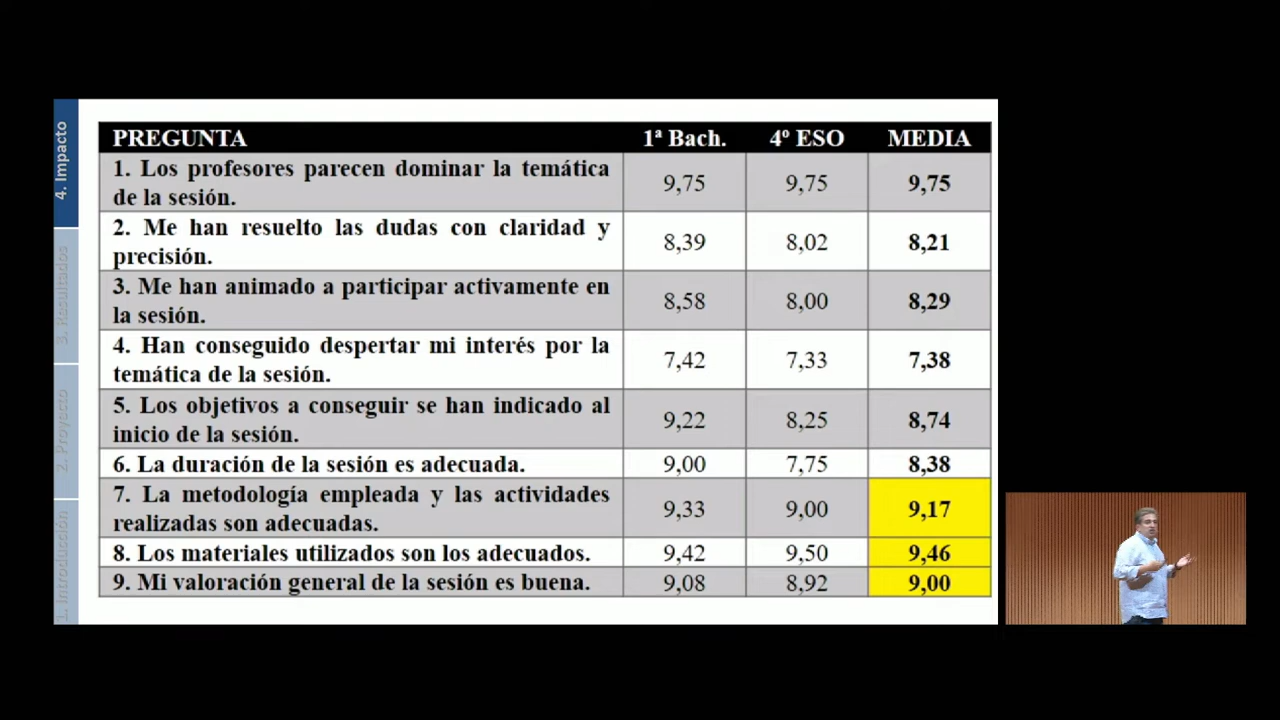 4. Impacto
3. Resultados
2. Proyecto
1. Introducción
PREGUNTA 1ª Bach. 4º ESO MEDIA
1. Los profesores parecen dominar la temática
de la sesión. 9,75 9,75 9,75
2. Me han resuelto las dudas con claridad y
precisión. 8,39 8,02 8,21
3. Me han animado a participar activamente en
la sesión. 8,58 8,00 8,29
4. Han conseguido despertar mi interés por la
temática de la sesión. 7,42 7,33 7,38
5. Los objetivos a conseguir se han indicado al
inicio de la sesión. 9,22 8,25 8,74
6. La duración de la sesión es adecuada. 9,00 7,75 8,38
7. La metodología empleada y las actividades
realizadas son adecuadas. 9,33 9,00 9,17
8. Los materiales utilizados son los adecuados. 9,42 9,50 9,46
9. Mi valoración general de la sesión es buena. 9,08 8,92 9,00